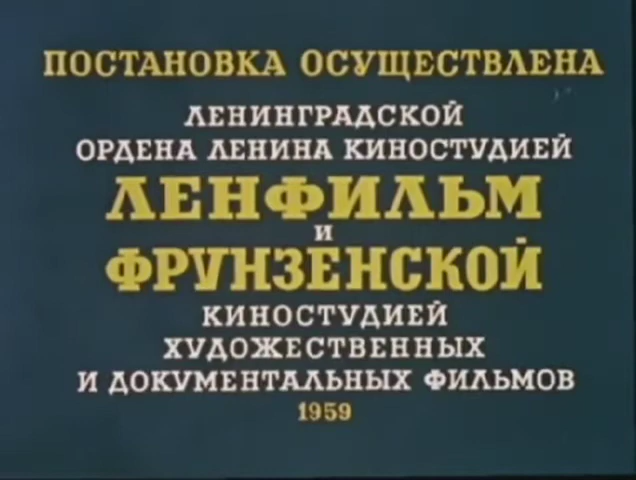 ПОСТАНОВКА ОСУЩЕСТВЛЕНА
ЛЕНИНГРАДСКОЙ
ОРДЕНА ЛЕНИНА КИНОСТУДИЕЙ
ЛЕНФИЛЬМ
И
ФРУНЗЕНСКОЙ
КИНОСТУДИЕЙ
ХУДОЖЕСТВЕННЫХ
И ДОКУМЕНТАЛЬНЫХ ФИЛЬМОВ
1959